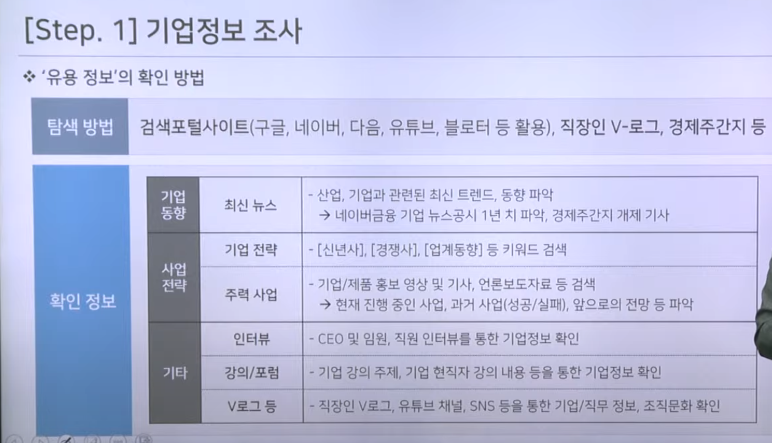 [Step. 1] 기업정보 조사
❖ '유용 정보'의 확인 방법
탐색 방법
검색포털사이트(구글, 네이버, 다음, 유튜브, 블로터 등 활용), 직장인 V-로그, 경제주간지 등
확인 정보
기업
동향
최신 뉴스
- 산업, 기업과 관련된 최신 트렌드, 동향 파악
→ 네이버금융 기업 뉴스공시 1년 치 파악, 경제주간지 개제 기사
사업
전략
기업 전략
- [신년사], [경쟁사], [업계동향] 등 키워드 검색
주력 사업
- 기업/제품 홍보 영상 및 기사, 언론보도자료 등 검색
→ 현재 진행 중인 사업, 과거 사업(성공/실패), 앞으로의 전망 등 파악
기타
인터뷰
- CEO 및 임원, 직원 인터뷰를 통한 기업정보 확인
강의/포럼
- 기업 강의 주제, 기업 현직자 강의 내용 등을 통한 기업정보 확인
V로그 등
- 직장인 V로그, 유튜브 채널, SNS 등을 통한 기업/직무 정보, 조직문화 확인